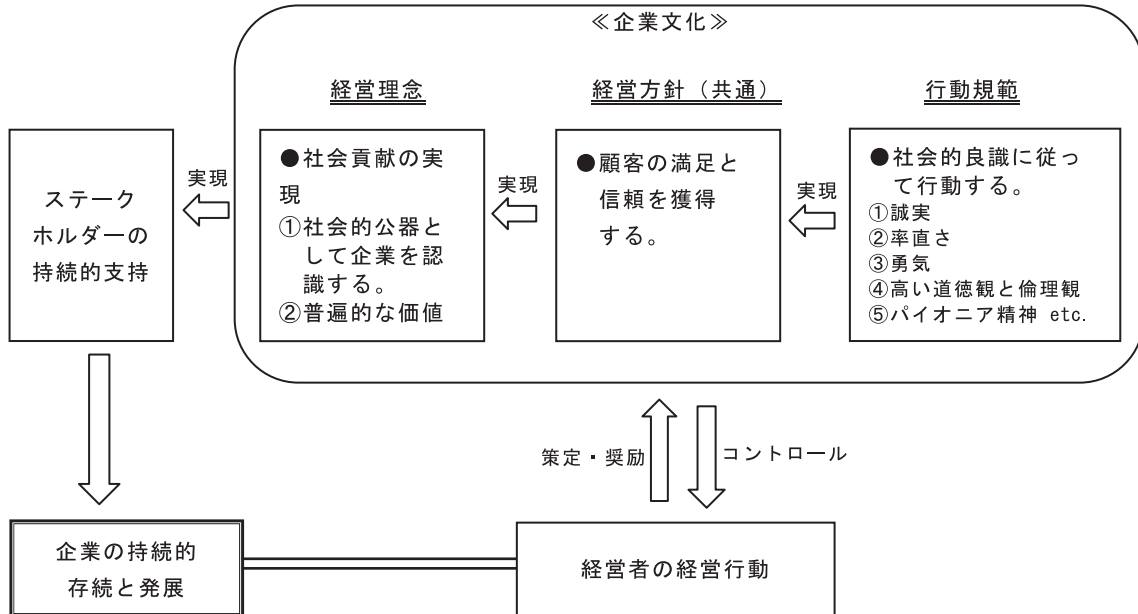 ≪企業文化≫
経営理念
経営方針（共通）
行動規範
ステーク
ホルダーの
持続的支持
実現
●社会貢献の実
現
①社会的公器と
して企業を認
識する。
②普遍的な価値
実現
●顧客の満足と
信頼を獲得
する。
実現
●社会的良識に従っ
て行動する。
①誠実
②率直さ
③勇気
④高い道徳観と倫理観
⑤パイオニア精神 etc.
策定・奨励
コントロール
企業の持続的
存続と発展
経営者の経営行動